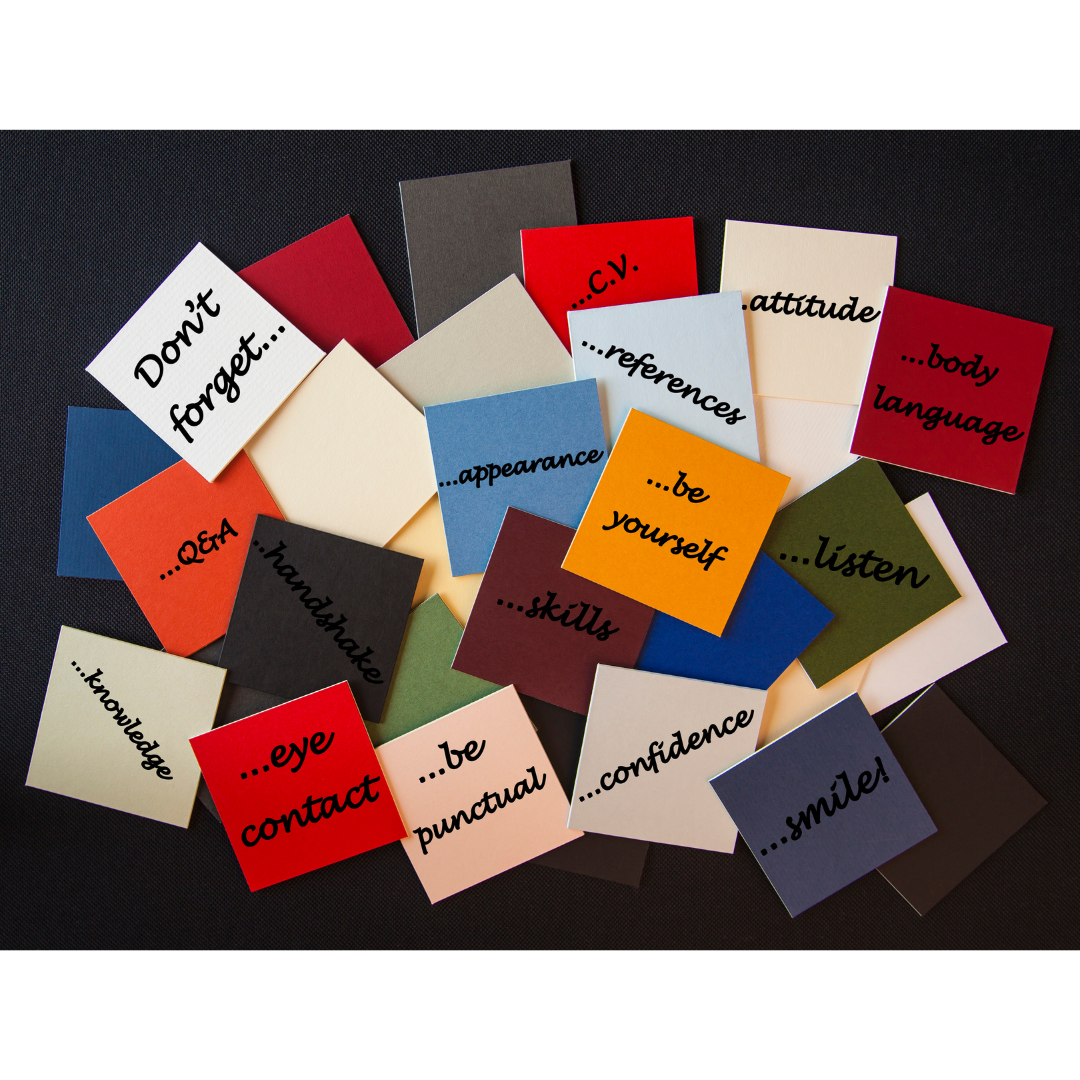 Don't
forget...
...C.V.
...references
..attitude
...body
language
...appearance
...be
yourself
...listen
...Q&A
...handshake
...skills
...knowledge
...eye
contact
...be
punctual
...confidence
...smile!